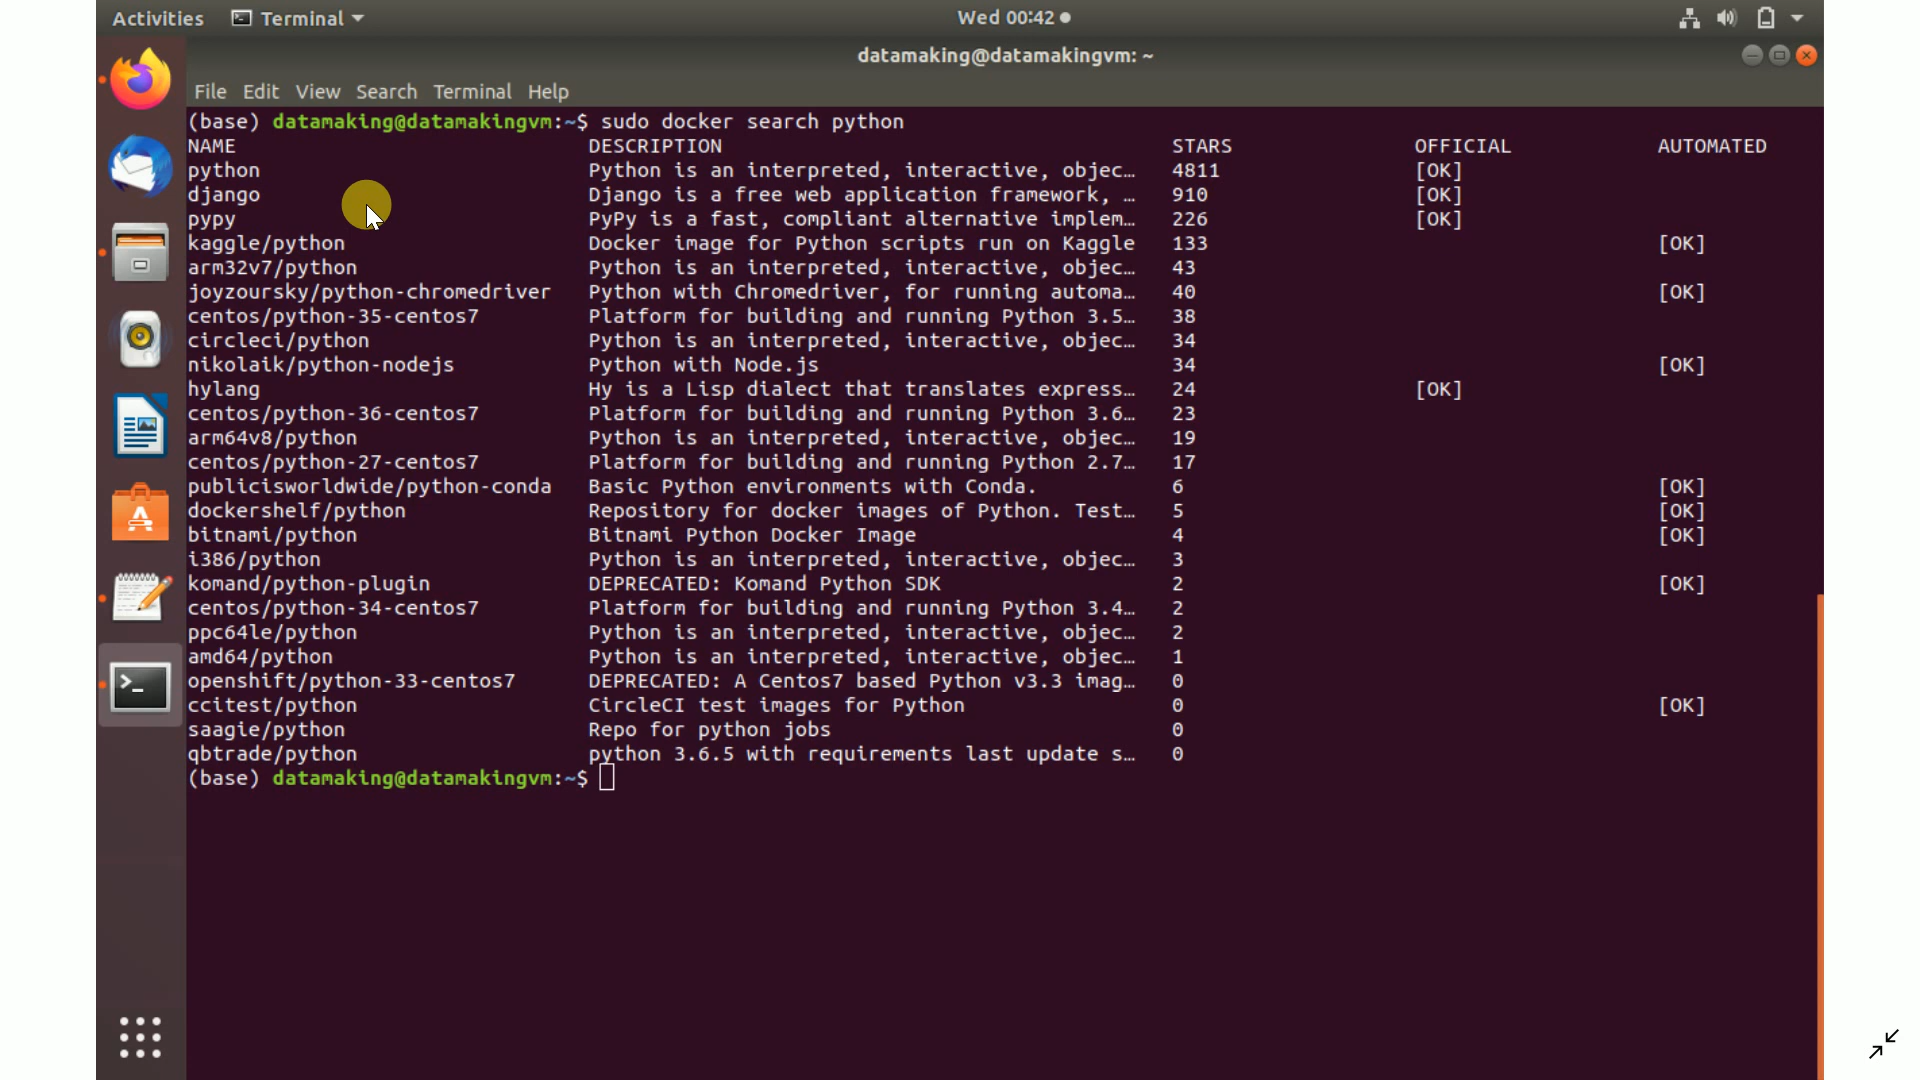 Activities Terminal Wed 00:42
datamaking@datamakingvm: ~
File Edit View Search Terminal Help
(base) datamaking@datamakingvm:~$ sudo docker search python
NAME DESCRIPTION STARS OFFICIAL AUTOMATED
python Python is an interpreted, interactive, objec… 4811 [OK]
django Django is a free web application framework, … 910 [OK]
pypy PyPy is a fast, compliant alternative implem… 226 [OK]
kaggle/python Docker image for Python scripts run on Kaggle 133 [OK]
arm32v7/python Python is an interpreted, interactive, objec… 43
joyzoursky/python-chromedriver Python with Chromedriver, for running automa… 40 [OK]
centos/python-35-centos7 Platform for building and running Python 3.5… 38
circleci/python Python is an interpreted, interactive, objec… 34
nikolaik/python-nodejs Python with Node.js 34 [OK]
hylang Hy is a Lisp dialect that translates express… 24 [OK]
centos/python-36-centos7 Platform for building and running Python 3.6… 23
arm64v8/python Python is an interpreted, interactive, objec… 19
centos/python-27-centos7 Platform for building and running Python 2.7… 17
publicisworldwide/python-conda Basic Python environments with Conda. 6 [OK]
dockershelf/python Repository for docker images of Python. Test… 5 [OK]
bitnami/python Bitnami Python Docker Image 4 [OK]
i386/python Python is an interpreted, interactive, objec… 3
komand/python-plugin DEPRECATED: Komand Python SDK 2 [OK]
centos/python-34-centos7 Platform for building and running Python 3.4… 2
ppc64le/python Python is an interpreted, interactive, objec… 2
amd64/python Python is an interpreted, interactive, objec… 1
openshift/python-33-centos7 DEPRECATED: A Centos7 based Python v3.3 imag… 0
ccitest/python CircleCI test images for Python 0 [OK]
saagie/python Repo for python jobs 0
qbtrade/python python 3.6.5 with requirements last update s… 0
(base) datamaking@datamakingvm:~$